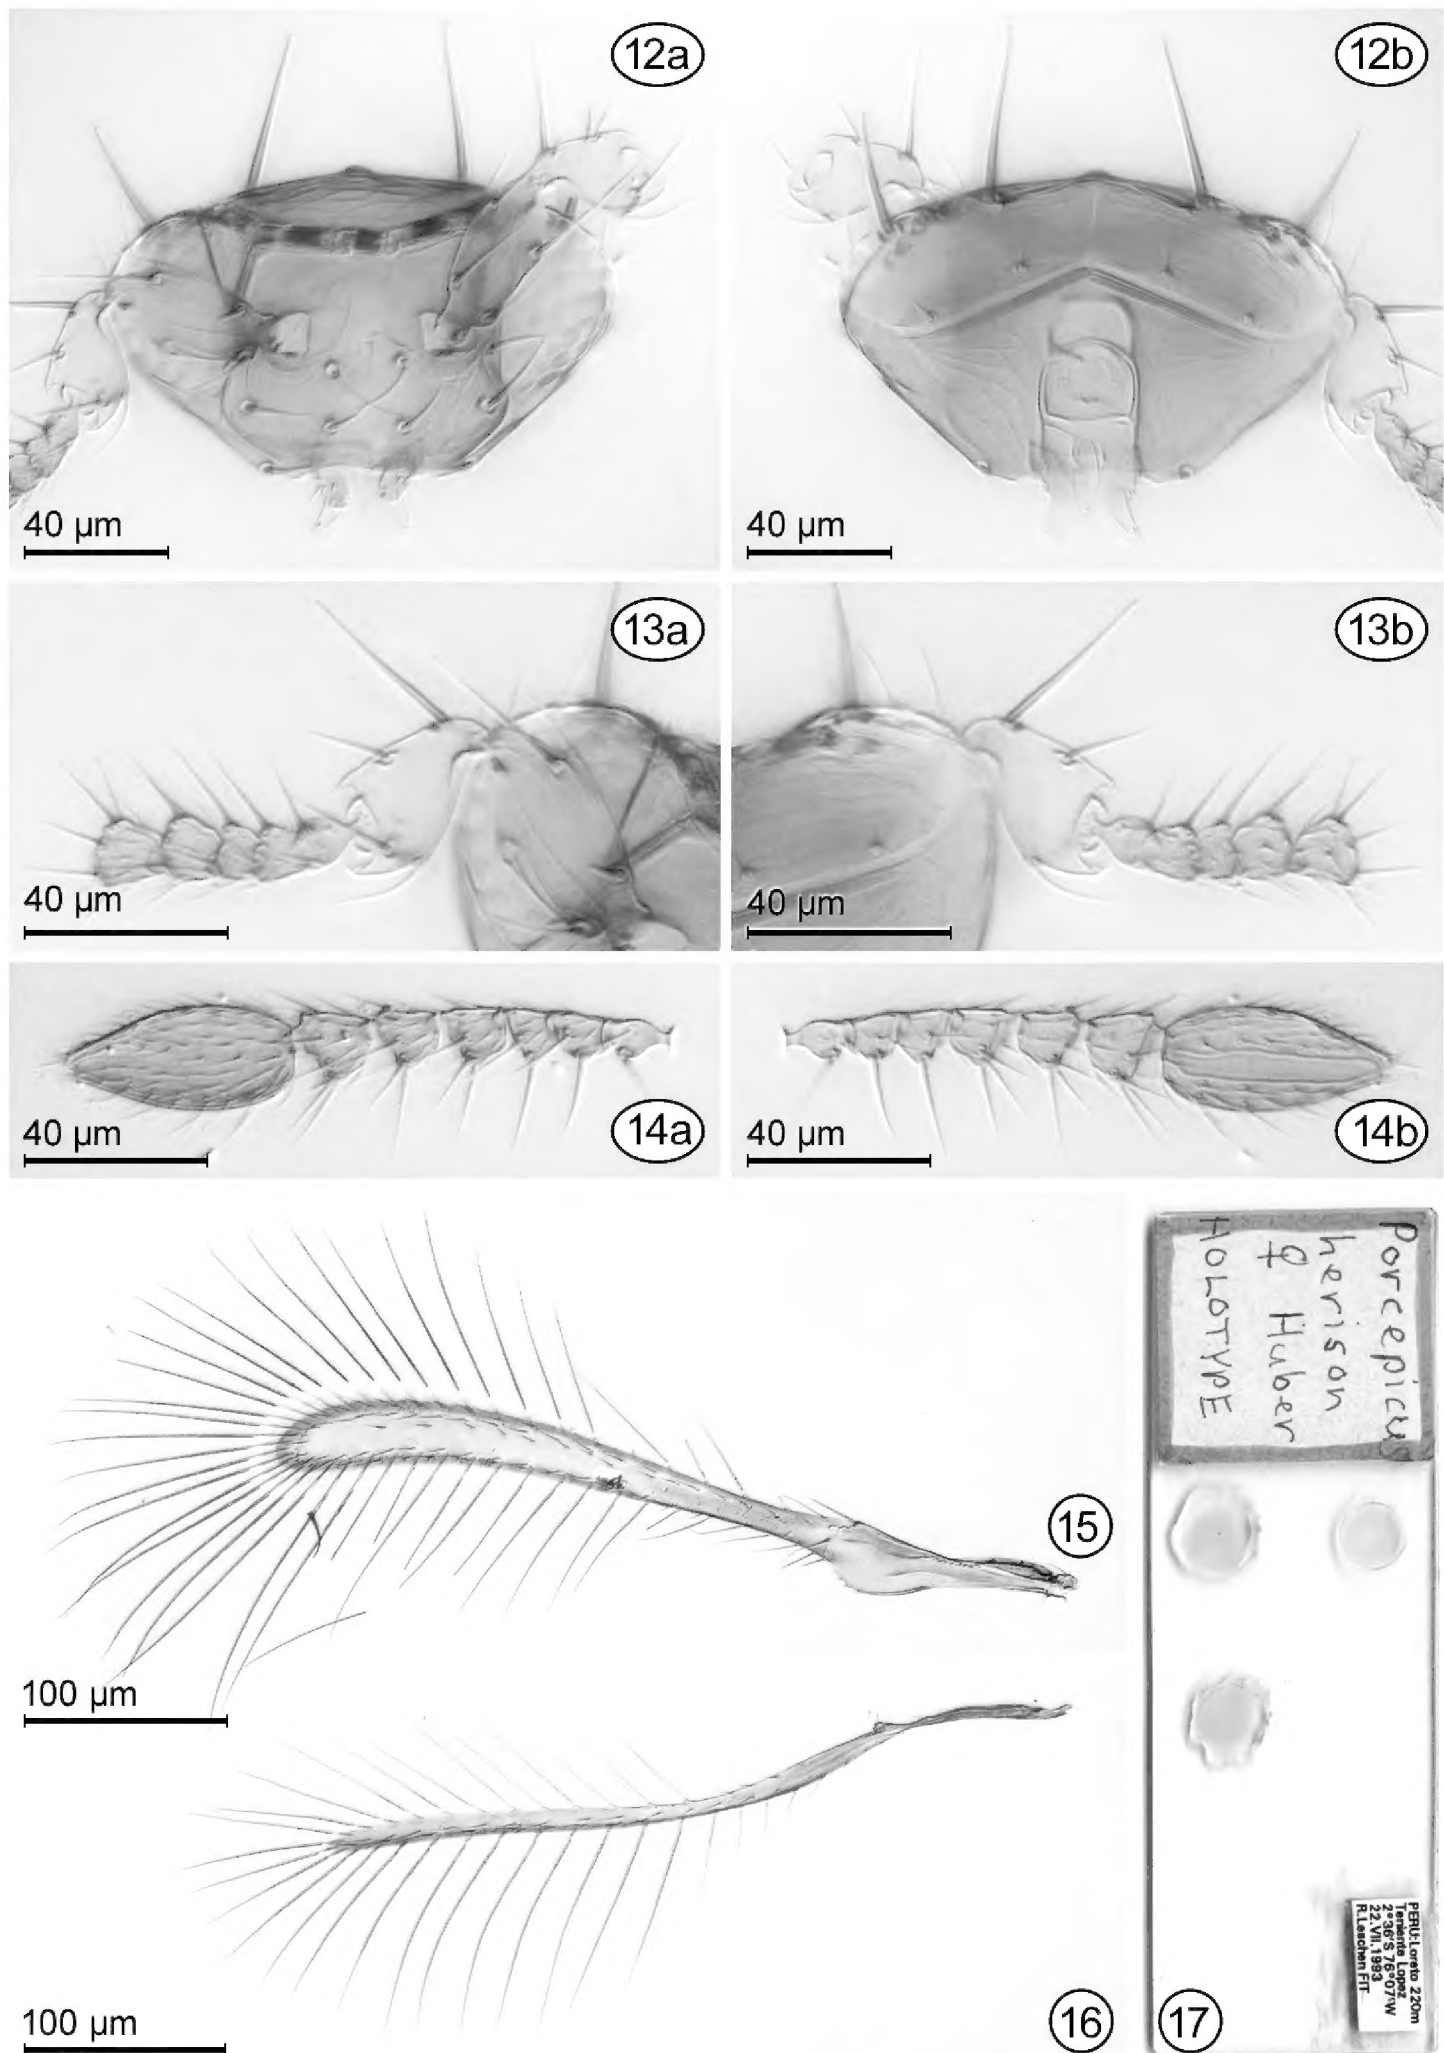 12a
12b
40 µm
40 µm
13a
13b
40 µm
40 µm
14a
14b
40 µm
40 µm
15
100 µm
16
100 µm
17
Porcepicus
herison
♀ Huber
HOLOTYPE
PERU: Loreto 220m
Teniente Lopez
2°36'S 76°07'W
22.VII.1993
R.Leschen FIT